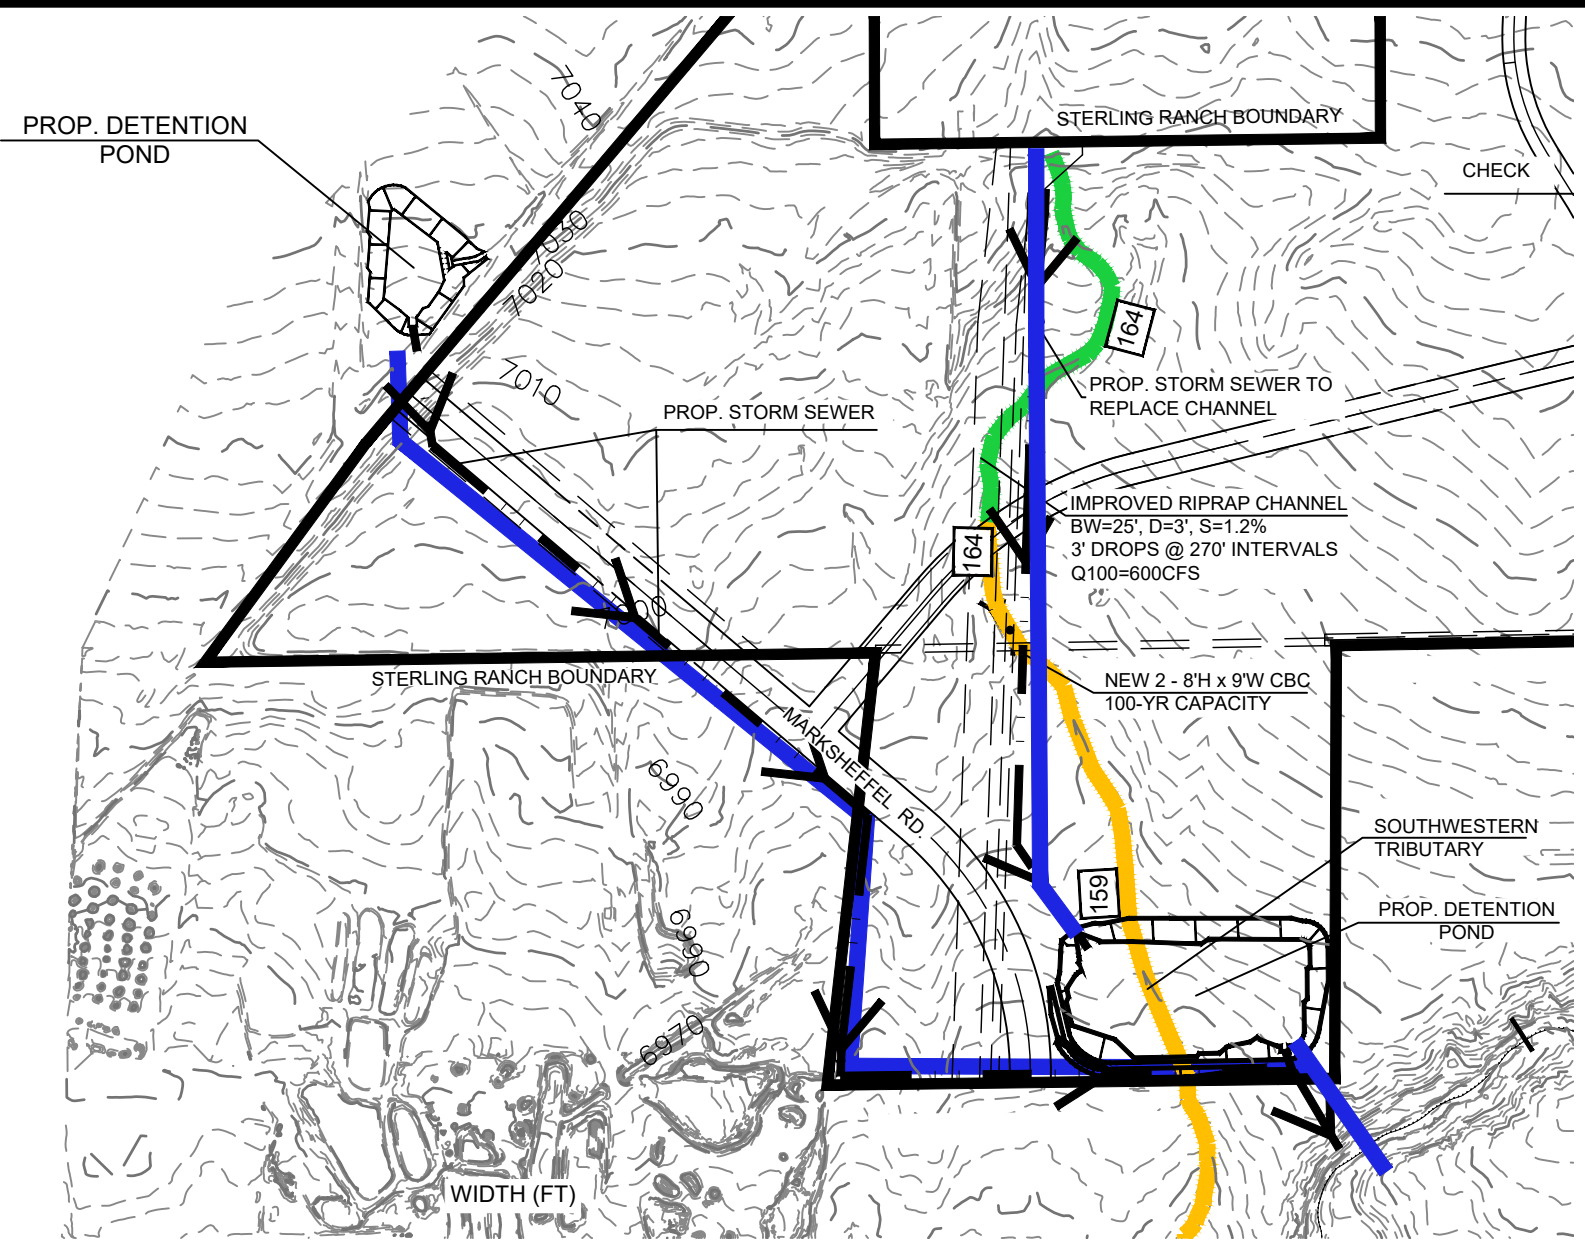 PROP. DETENTION
POND
7040
STERLING RANCH BOUNDARY
CHECK
7030
7020
164
7010
PROP. STORM SEWER
PROP. STORM SEWER TO
REPLACE CHANNEL
IMPROVED RIPRAP CHANNEL
BW=25', D=3', S=1.2%
3' DROPS @ 270' INTERVALS
Q100=600CFS
164
7000
STERLING RANCH BOUNDARY
NEW 2 - 8'H x 9'W CBC
100-YR CAPACITY
MARKSHEFFEL RD.
6990
SOUTHWESTERN
TRIBUTARY
159
PROP. DETENTION
POND
6990
6970
WIDTH (FT)